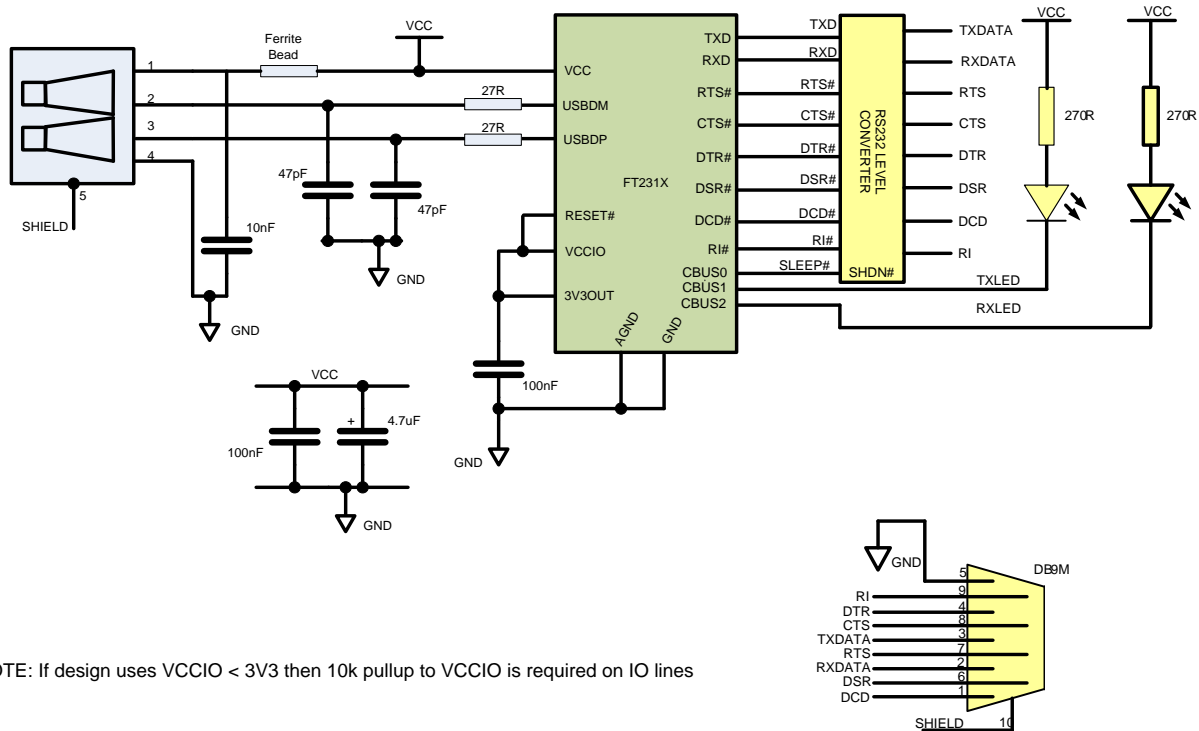 VCC
Ferrite
Bead
1
2
3
4
5
SHIELD
27R
27R
47pF
47pF
10nF
GND
GND
VCC
USBDM
USBDP
RESET#
VCCIO
3V3OUT
FT231X
AGND
GND
TXD
RXD
RTS#
CTS#
DTR#
DSR#
DCD#
RI#
CBUS0
CBUS1
CBUS2
100nF
GND
TXD
RXD
RTS#
CTS#
DTR#
DSR#
DCD#
RI#
SLEEP#
RS232 LEVEL
CONVERTER
SHDN#
TXDATA
RXDATA
RTS
CTS
DTR
DSR
DCD
RI
TXLED
RXLED
VCC
270R
VCC
270R
VCC
100nF
+
4.7uF
GND
GND
DB9M
5
RI 9
DTR 4
CTS 8
TXDATA 3
RTS 7
RXDATA 2
DSR 6
DCD 1
SHIELD 10
OTE: If design uses VCCIO < 3V3 then 10k pullup to VCCIO is required on IO lines